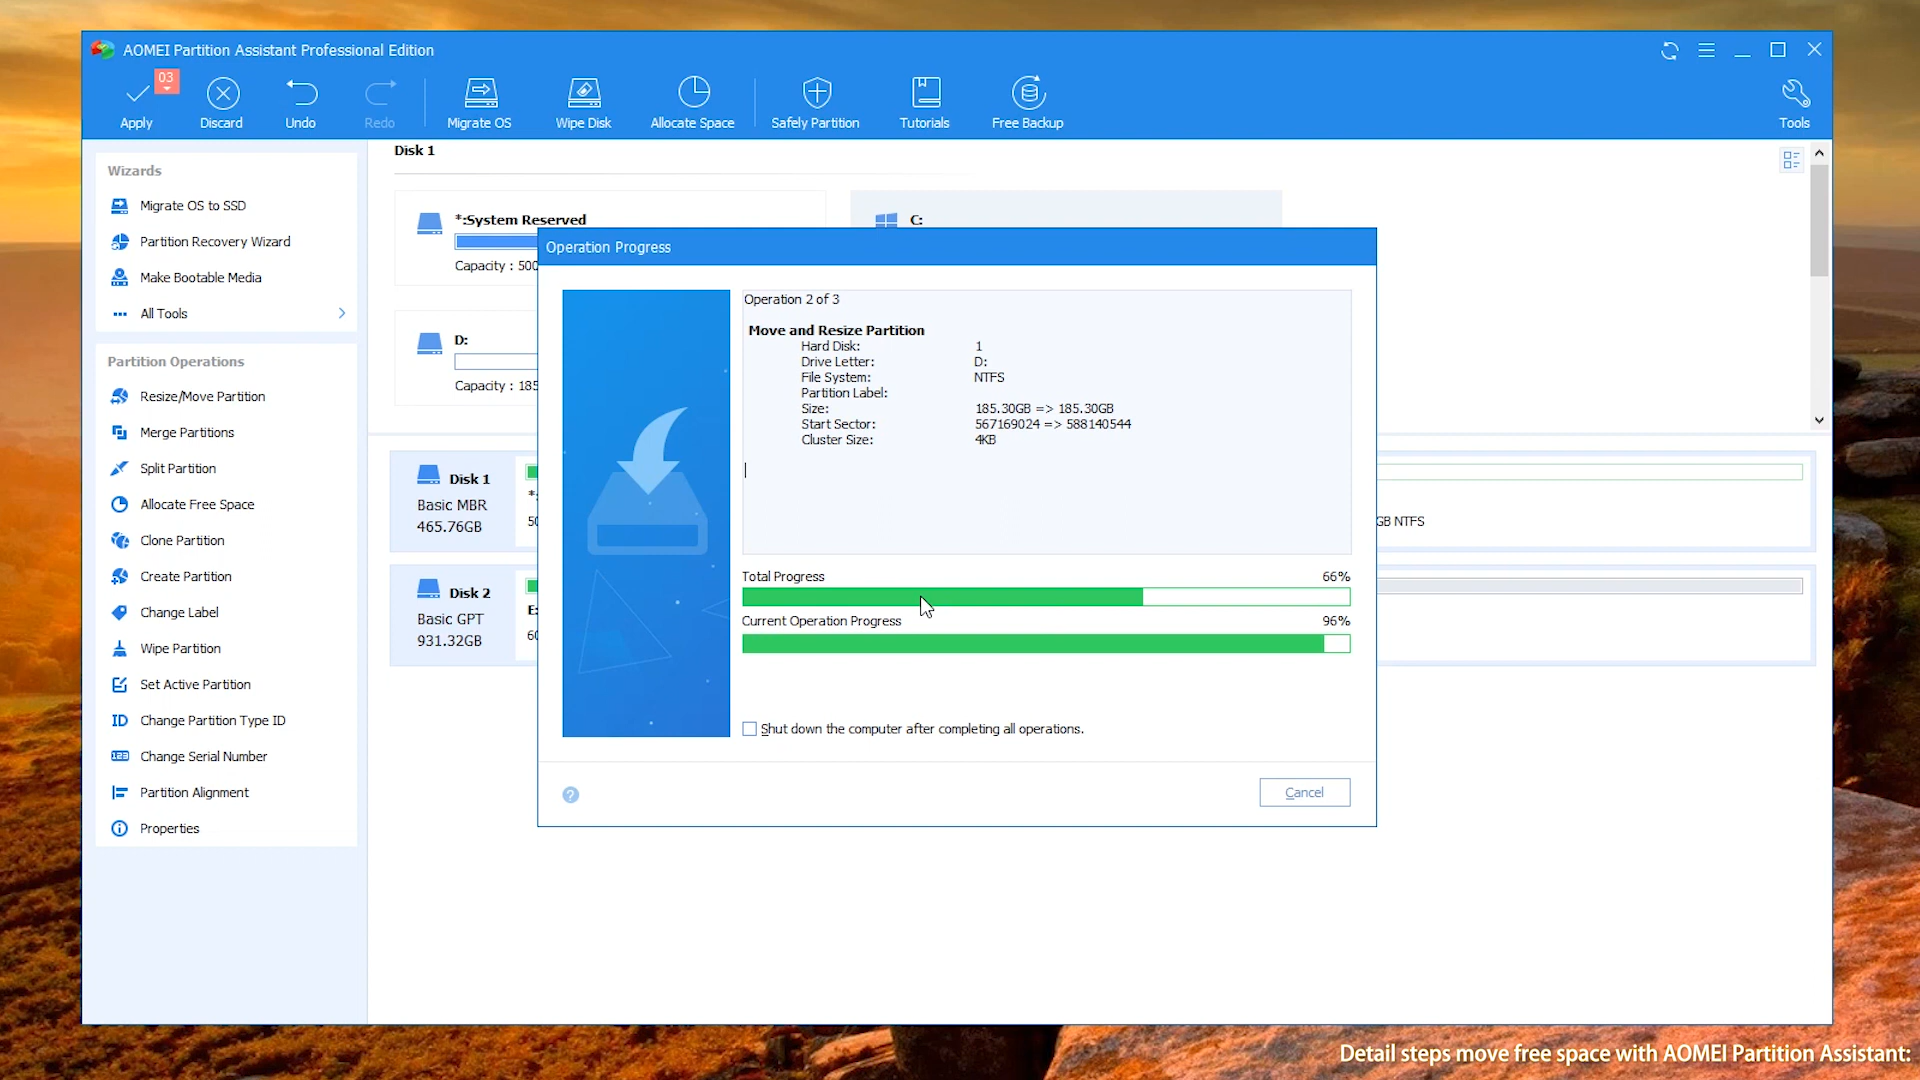 AOMEI Partition Assistant Professional Edition
03
Apply
Discard
Undo
Redo
Migrate OS
Wipe Disk
Allocate Space
Safely Partition
Tutorials
Free Backup
Tools
Wizards
Migrate OS to SSD
Partition Recovery Wizard
Make Bootable Media
All Tools
Partition Operations
Resize/Move Partition
Merge Partitions
Split Partition
Allocate Free Space
Clone Partition
Create Partition
Change Label
Wipe Partition
Set Active Partition
ID Change Partition Type ID
Change Serial Number
Partition Alignment
Properties
Disk 1
*:System Reserved
Capacity : 500
C:
D:
Capacity : 185
Disk 1
Basic MBR
465.76GB
GB NTFS
Disk 2
Basic GPT
931.32GB
E:
60
Operation Progress
Operation 2 of 3
Move and Resize Partition
Hard Disk: 1
Drive Letter: D:
File System: NTFS
Partition Label:
Size: 185.30GB => 185.30GB
Start Sector: 567169024 => 588140544
Cluster Size: 4KB
Total Progress 66%
Current Operation Progress 96%
Shut down the computer after completing all operations.
?
Cancel
Detail steps move free space with AOMEI Partition Assistant: